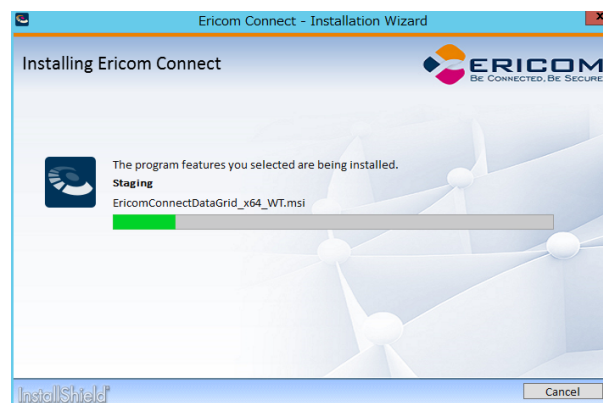 Ericom Connect - Installation Wizard
x
Installing Ericom Connect
ERICOM
BE CONNECTED, BE SECURE
The program features you selected are being installed.
Staging
EricomConnectDataGrid_x64_WT.msi
InstallShield
Cancel